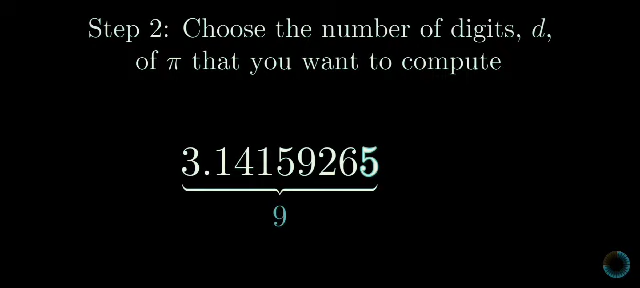 Step 2: Choose the number of digits, d,
of π that you want to compute
3.14159265
9